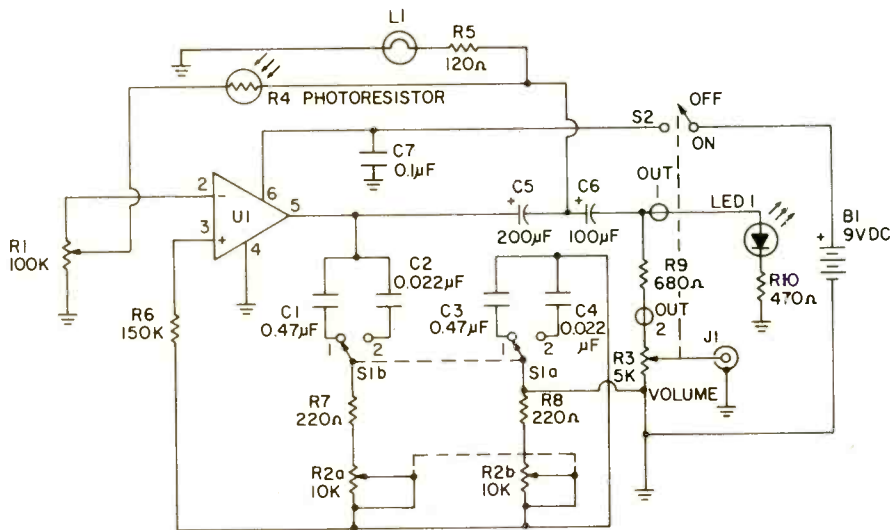 L1
R5
120Ω
R4 PHOTORESISTOR
OFF
S2
ON
C7
0.1µF
2
-
6
U1
5
3
+
4
R1
100K
R6
150K
+ C5
200µF
+ C6
100µF
OUT
1
LED 1
B1
+ 9VDC
R9
680Ω
R10
470Ω
OUT
2
J1
R3
5K
VOLUME
C2
0.022µF
C1
0.47µF
1
2
S1b
C3
0.47µF
C4
0.022
µF
1
2
S1a
R7
220Ω
R8
220Ω
R2a
10K
R2b
10K